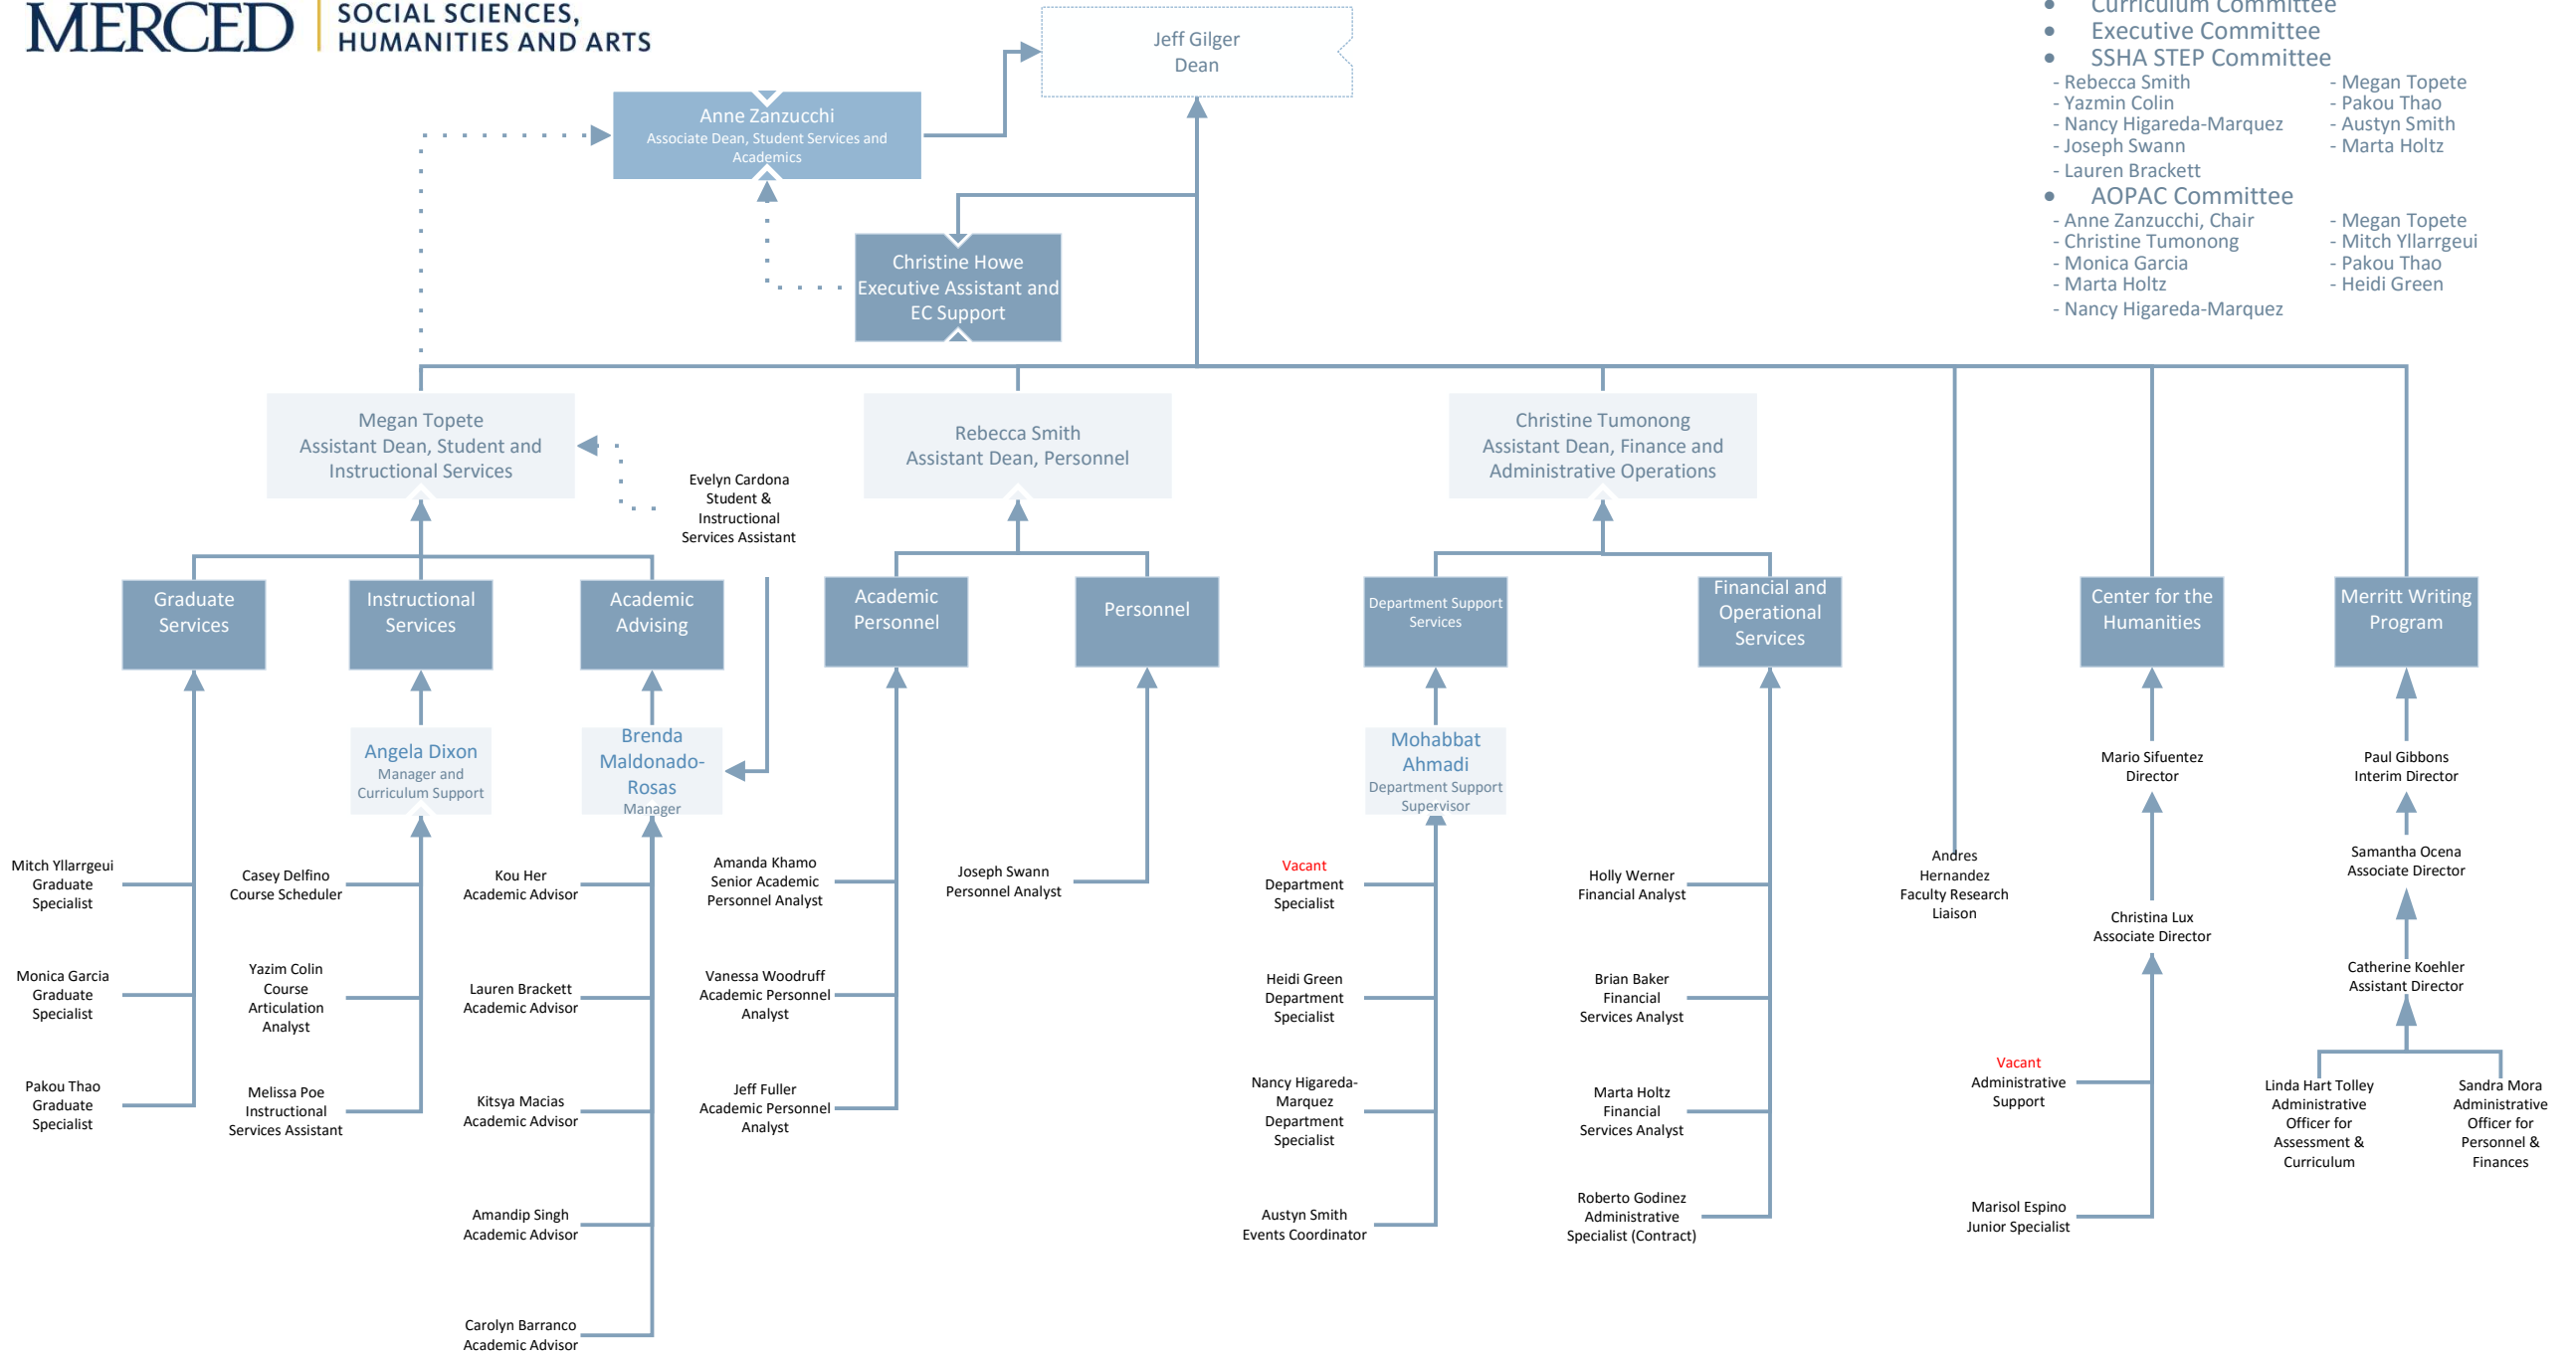 MERCED
SOCIAL SCIENCES,
HUMANITIES AND ARTS
Jeff Gilger
Dean
Anne Zanzucchi
Associate Dean, Student Services and
Academics
Christine Howe
Executive Assistant and
EC Support
• Curriculum Committee
• Executive Committee
• SSHA STEP Committee
- Rebecca Smith
- Yazmin Colin
- Nancy Higareda-Marquez
- Joseph Swann
- Lauren Brackett
- Megan Topete
- Pakou Thao
- Austyn Smith
- Marta Holtz
• AOPAC Committee
- Anne Zanzucchi, Chair
- Christine Tumonong
- Monica Garcia
- Marta Holtz
- Nancy Higareda-Marquez
- Megan Topete
- Mitch Yllarrgeui
- Pakou Thao
- Heidi Green
Megan Topete
Assistant Dean, Student and
Instructional Services
Evelyn Cardona
Student &
Instructional
Services Assistant
Rebecca Smith
Assistant Dean, Personnel
Christine Tumonong
Assistant Dean, Finance and
Administrative Operations
Graduate
Services
Instructional
Services
Academic
Advising
Academic
Personnel
Personnel
Department Support
Services
Financial and
Operational
Services
Center for the
Humanities
Merritt Writing
Program
Angela Dixon
Manager and
Curriculum Support
Brenda
Maldonado-
Rosas
Manager
Mohabbat
Ahmadi
Department Support
Supervisor
Mario Sifuentez
Director
Paul Gibbons
Interim Director
Mitch Yllarrgeui
Graduate
Specialist
Monica Garcia
Graduate
Specialist
Pakou Thao
Graduate
Specialist
Casey Delfino
Course Scheduler
Yazim Colin
Course
Articulation
Analyst
Melissa Poe
Instructional
Services Assistant
Kou Her
Academic Advisor
Lauren Brackett
Academic Advisor
Kitsya Macias
Academic Advisor
Amandip Singh
Academic Advisor
Carolyn Barranco
Academic Advisor
Amanda Khamo
Senior Academic
Personnel Analyst
Vanessa Woodruff
Academic Personnel
Analyst
Jeff Fuller
Academic Personnel
Analyst
Joseph Swann
Personnel Analyst
Vacant
Department
Specialist
Heidi Green
Department
Specialist
Nancy Higareda-
Marquez
Department
Specialist
Austyn Smith
Events Coordinator
Holly Werner
Financial Analyst
Brian Baker
Financial
Services Analyst
Marta Holtz
Financial
Services Analyst
Roberto Godinez
Administrative
Specialist (Contract)
Andres
Hernandez
Faculty Research
Liaison
Christina Lux
Associate Director
Vacant
Administrative
Support
Marisol Espino
Junior Specialist
Samantha Ocena
Associate Director
Catherine Koehler
Assistant Director
Linda Hart Tolley
Administrative
Officer for
Assessment &
Curriculum
Sandra Mora
Administrative
Officer for
Personnel &
Finances